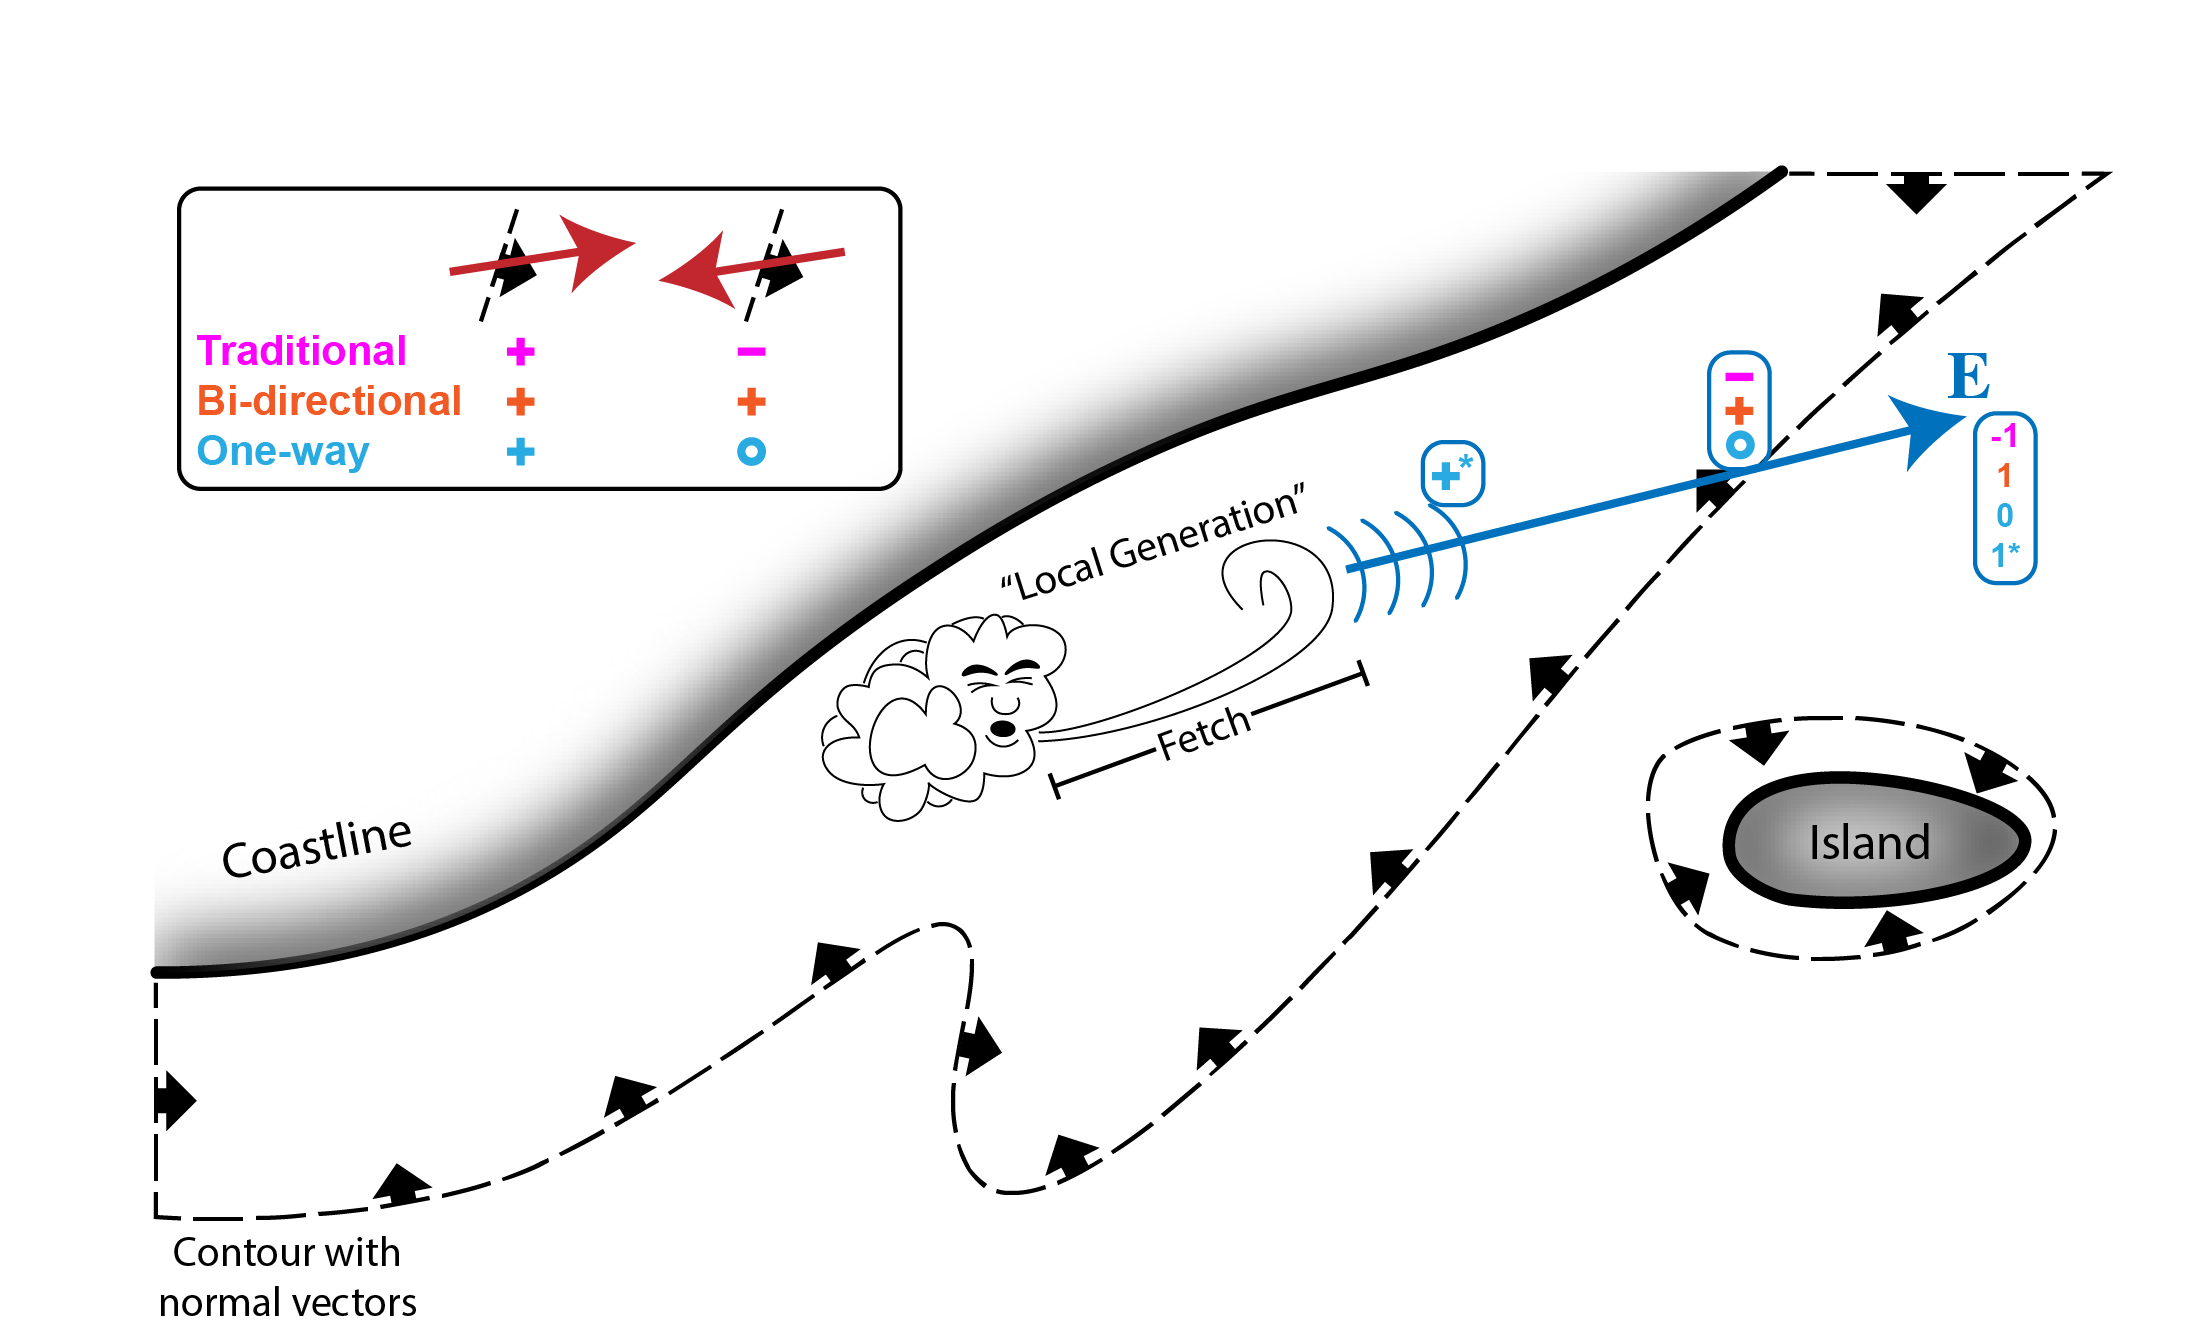 Traditional + −
Bi-directional + +
One-way + o
E
−
+
o
-1
1
0
1*
+*
“Local Generation”
Fetch
Coastline
Island
Contour with
normal vectors